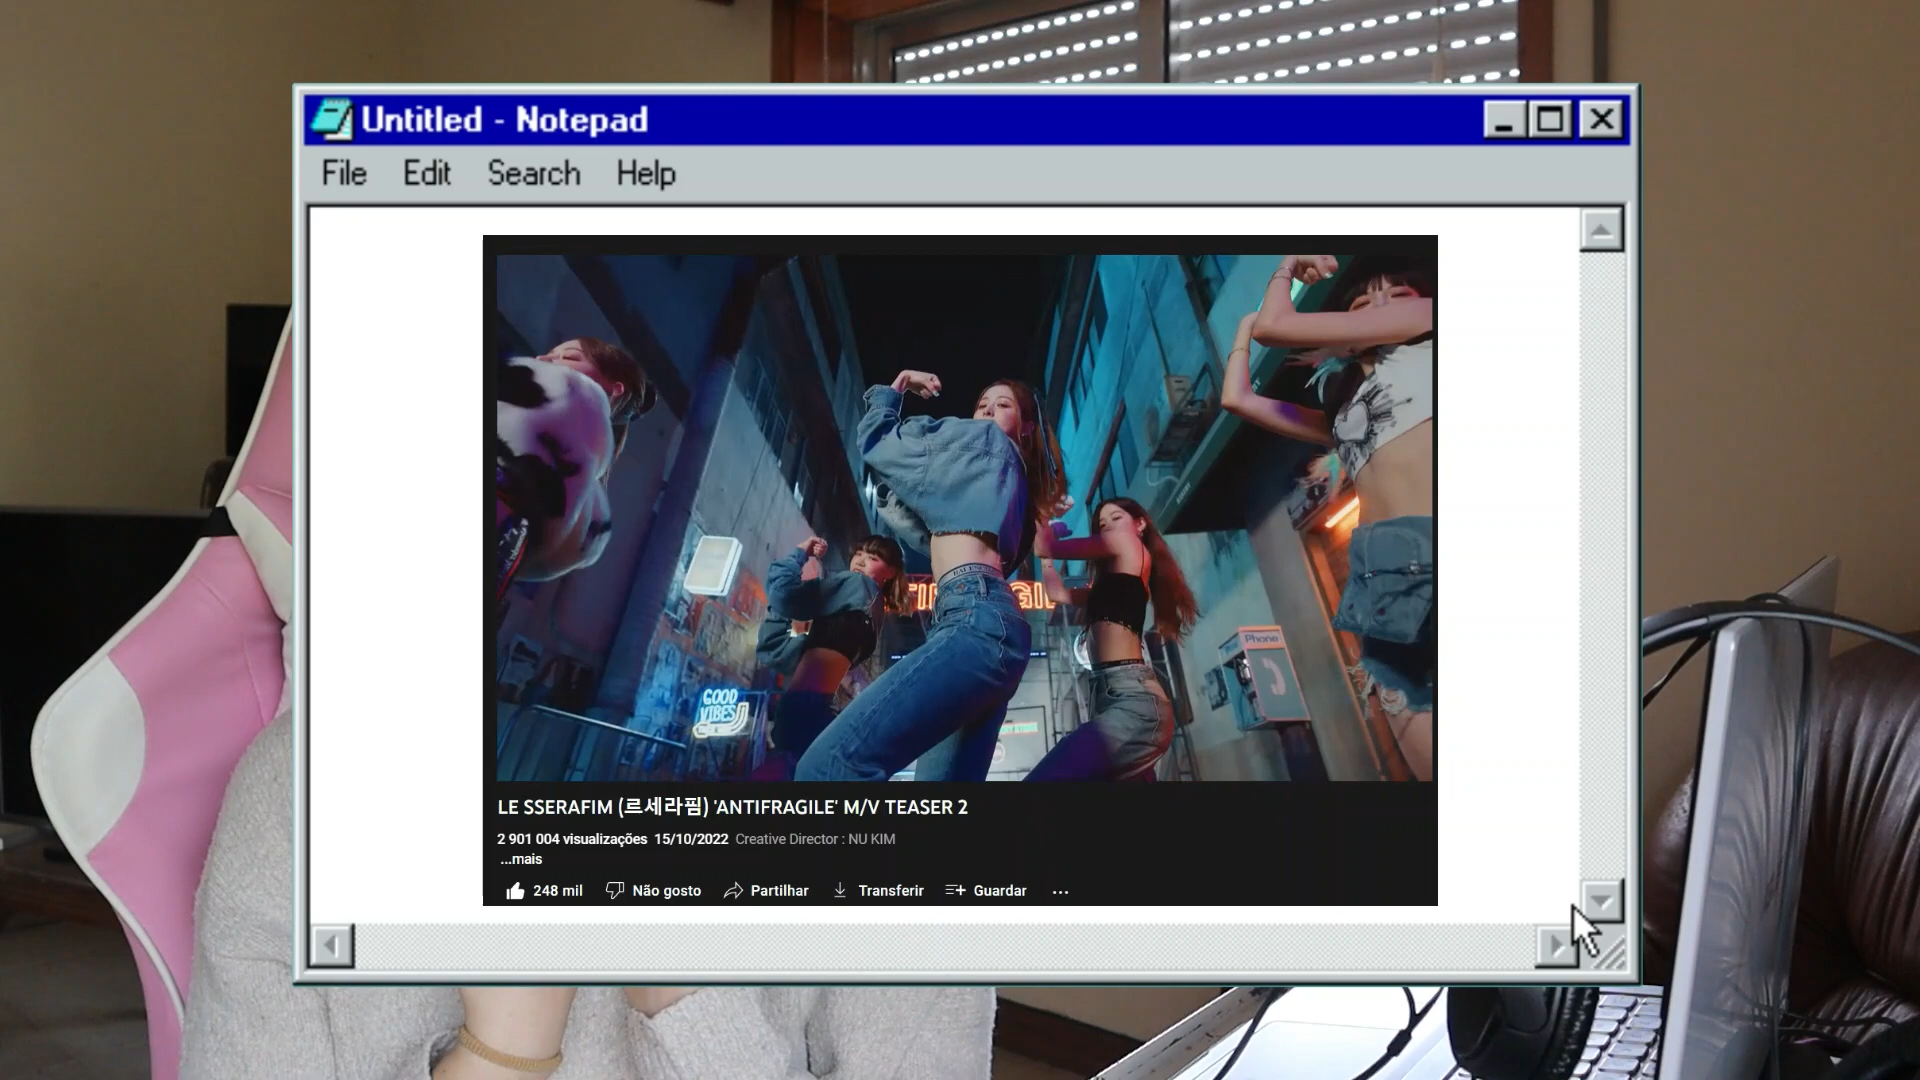 Untitled - Notepad
File Edit Search Help
GOOD
VIBES
Phone
LE SSERAFIM (르세라핌) 'ANTIFRAGILE' M/V TEASER 2
2 901 004 visualizações 15/10/2022 Creative Director : NU KIM
...mais
248 mil Não gosto Partilhar Transferir Guardar ...